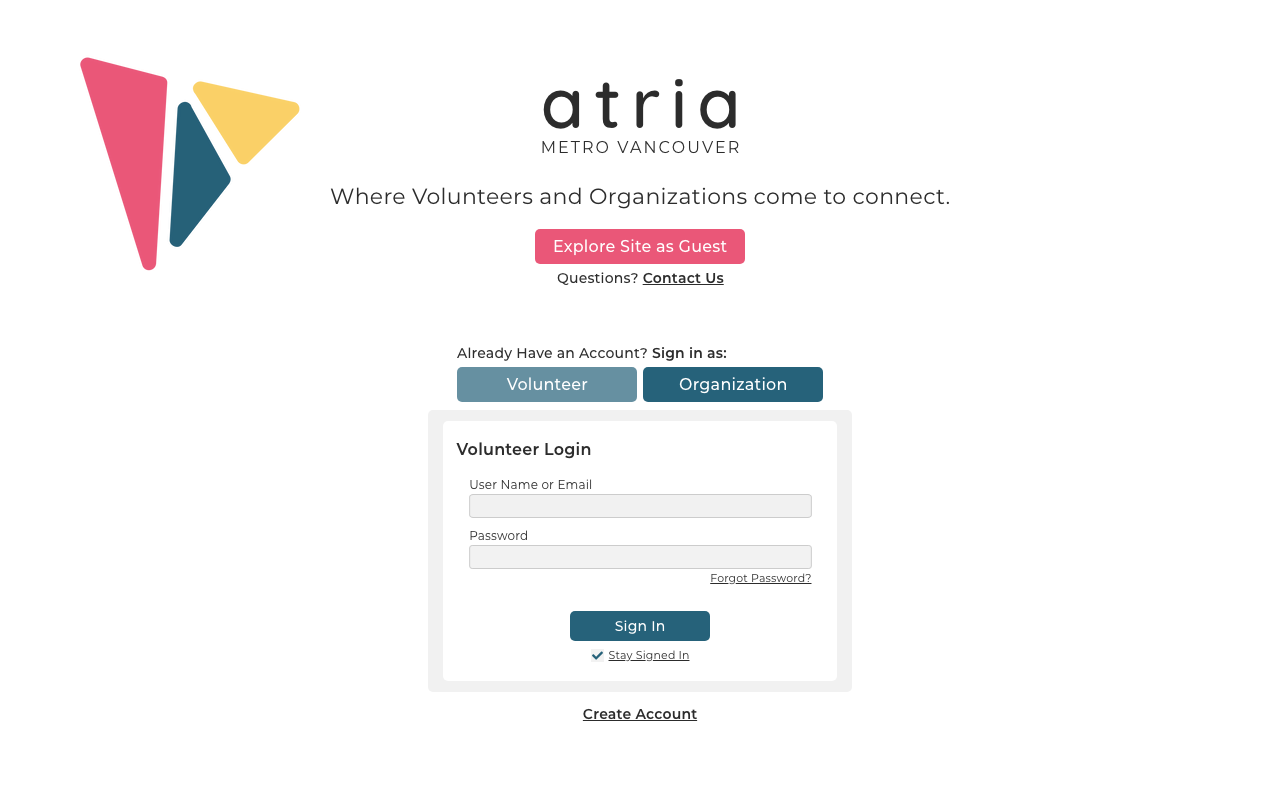 atria
METRO VANCOUVER
Where Volunteers and Organizations come to connect.
Explore Site as Guest
Questions? Contact Us
Already Have an Account? Sign in as:
Volunteer Organization
Volunteer Login
User Name or Email
Password
Forgot Password?
Sign In
Stay Signed In
Create Account